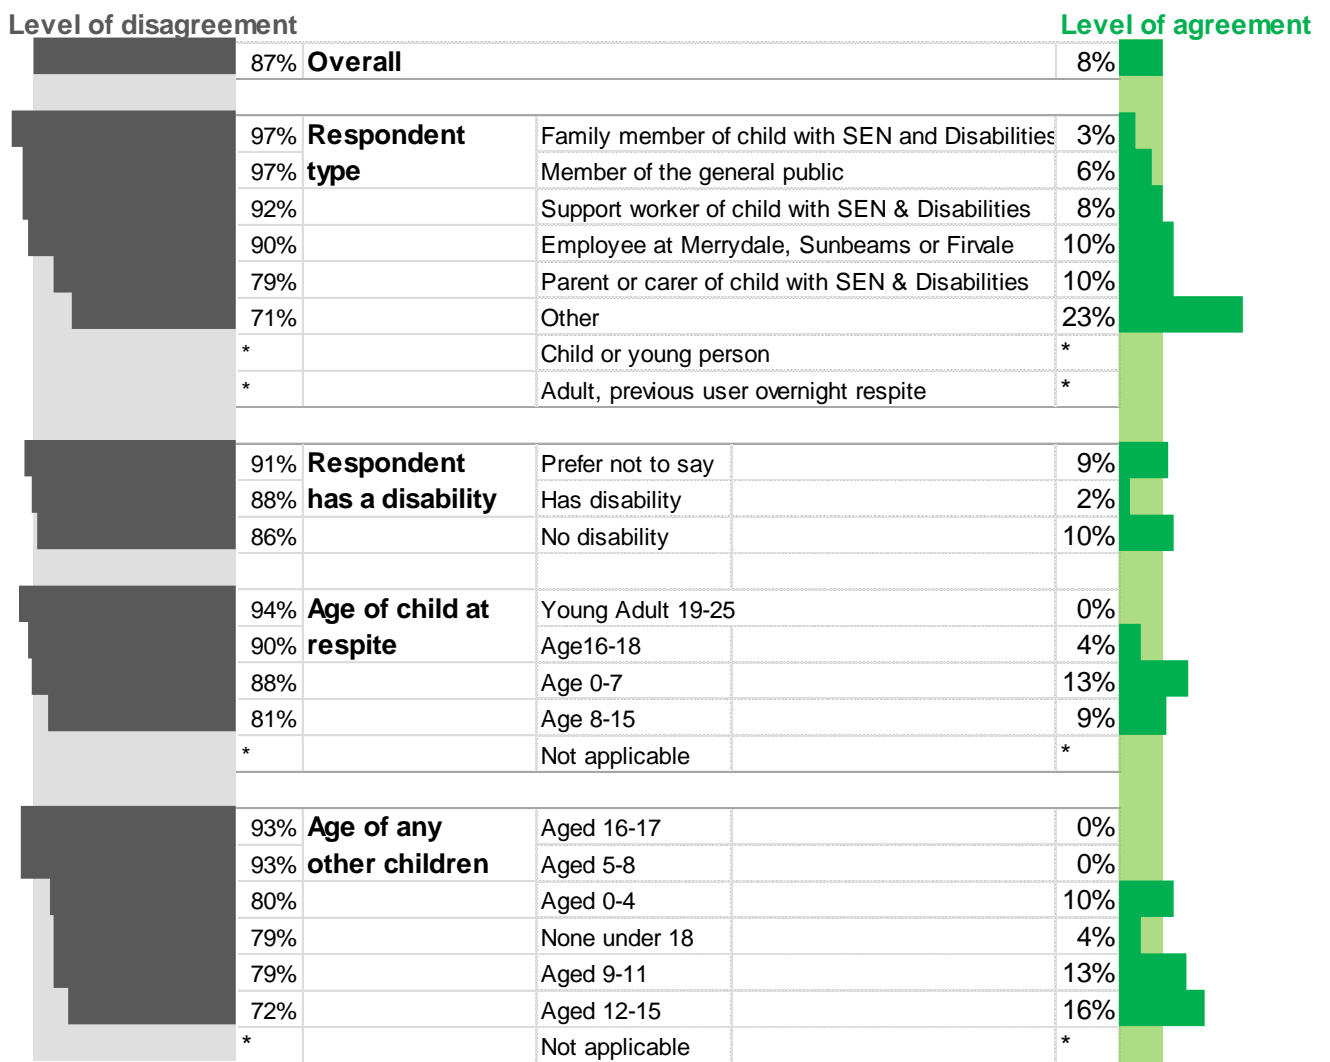 Level of disagreement Level of agreement
87% Overall 8%
97% Respondent Family member of child with SEN and Disabilities 3%
97% type Member of the general public 6%
92% Support worker of child with SEN & Disabilities 8%
90% Employee at Merrydale, Sunbeams or Firvale 10%
79% Parent or carer of child with SEN & Disabilities 10%
71% Other 23%
* Child or young person *
* Adult, previous user overnight respite *
91% Respondent Prefer not to say 9%
88% has a disability Has disability 2%
86% No disability 10%
94% Age of child at Young Adult 19-25 0%
90% respite Age16-18 4%
88% Age 0-7 13%
81% Age 8-15 9%
* Not applicable *
93% Age of any Aged 16-17 0%
93% other children Aged 5-8 0%
80% Aged 0-4 10%
79% None under 18 4%
79% Aged 9-11 13%
72% Aged 12-15 16%
* Not applicable *